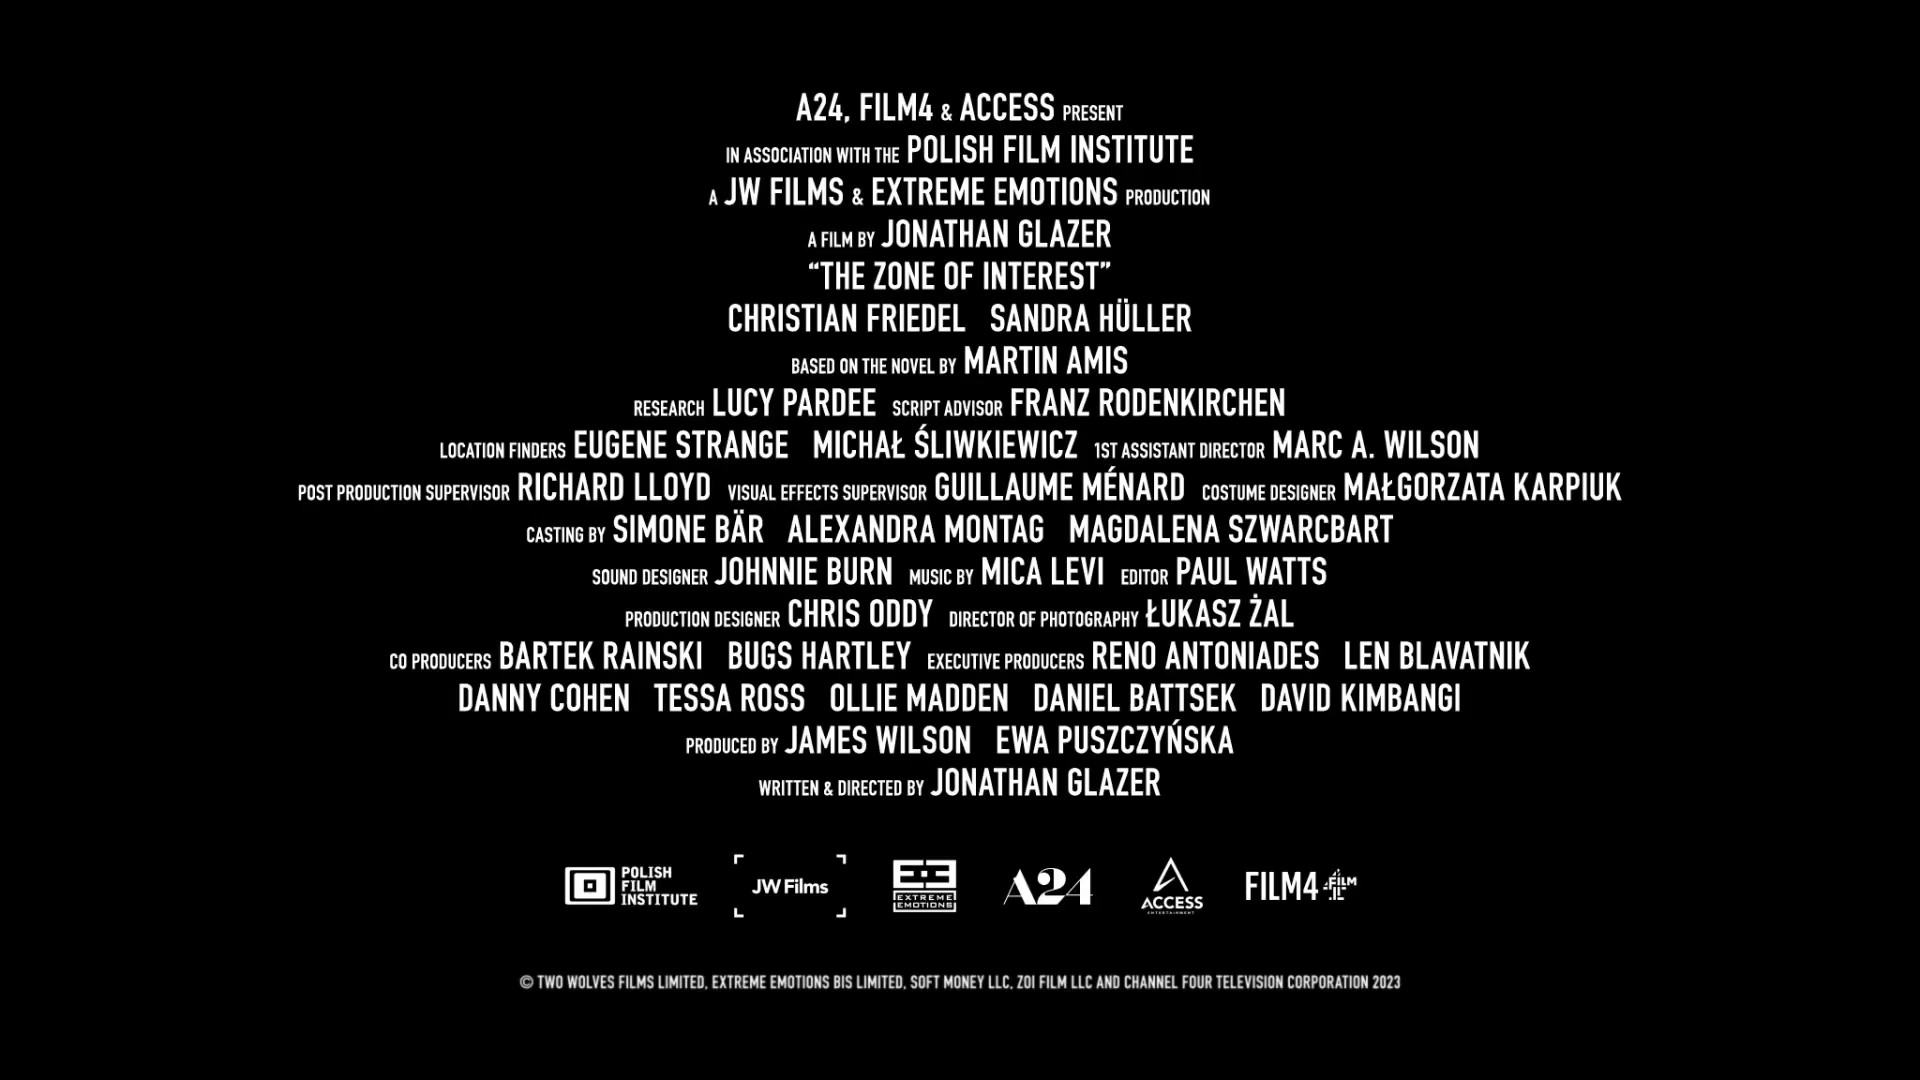 A24, FILM4 & ACCESS PRESENT
IN ASSOCIATION WITH THE POLISH FILM INSTITUTE
A JW FILMS & EXTREME EMOTIONS PRODUCTION
A FILM BY JONATHAN GLAZER
“THE ZONE OF INTEREST”
CHRISTIAN FRIEDEL SANDRA HÜLLER
BASED ON THE NOVEL BY MARTIN AMIS
RESEARCH LUCY PARDEE SCRIPT ADVISOR FRANZ RODENKIRCHEN
LOCATION FINDERS EUGENE STRANGE MICHAŁ ŚLIWKIEWICZ 1ST ASSISTANT DIRECTOR MARC A. WILSON
POST PRODUCTION SUPERVISOR RICHARD LLOYD VISUAL EFFECTS SUPERVISOR GUILLAUME MÉNARD COSTUME DESIGNER MAŁGORZATA KARPIUK
CASTING BY SIMONE BÄR ALEXANDRA MONTAG MAGDALENA SZWARCBART
SOUND DESIGNER JOHNNIE BURN MUSIC BY MICA LEVI EDITOR PAUL WATTS
PRODUCTION DESIGNER CHRIS ODDY DIRECTOR OF PHOTOGRAPHY ŁUKASZ ŻAL
CO PRODUCERS BARTEK RAINSKI BUGS HARTLEY EXECUTIVE PRODUCERS RENO ANTONIADES LEN BLAVATNIK
DANNY COHEN TESSA ROSS OLLIE MADDEN DANIEL BATTSEK DAVID KIMBANGI
PRODUCED BY JAMES WILSON EWA PUSZCZYŃSKA
WRITTEN & DIRECTED BY JONATHAN GLAZER
POLISH
FILM
INSTITUTE
JW Films
EXTREME
EMOTIONS
A24
ACCESS
ENTERTAINMENT
FILM4 FILM
© TWO WOLVES FILMS LIMITED, EXTREME EMOTIONS BIS LIMITED, SOFT MONEY LLC, ZOI FILM LLC AND CHANNEL FOUR TELEVISION CORPORATION 2023